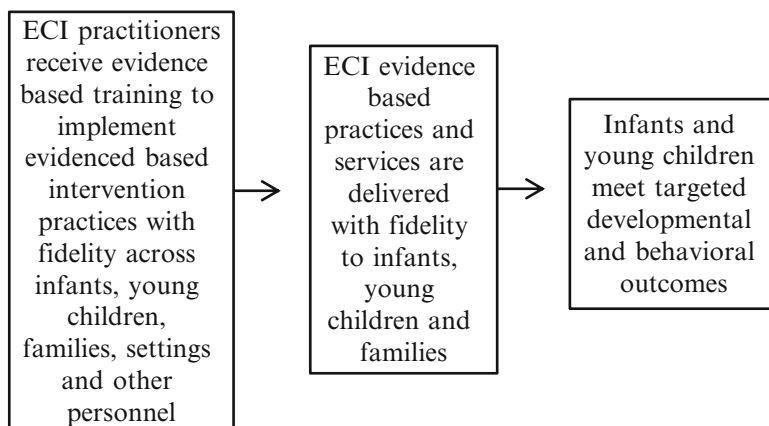 ECI practitioners
receive evidence
based training to
implement
evidenced based
intervention
practices with
fidelity across
infants, young
children,
families, settings
and other
personnel
ECI evidence
based
practices and
services are
delivered
with fidelity
to infants,
young
children and
families
Infants and
young children
meet targeted
developmental
and behavioral
outcomes